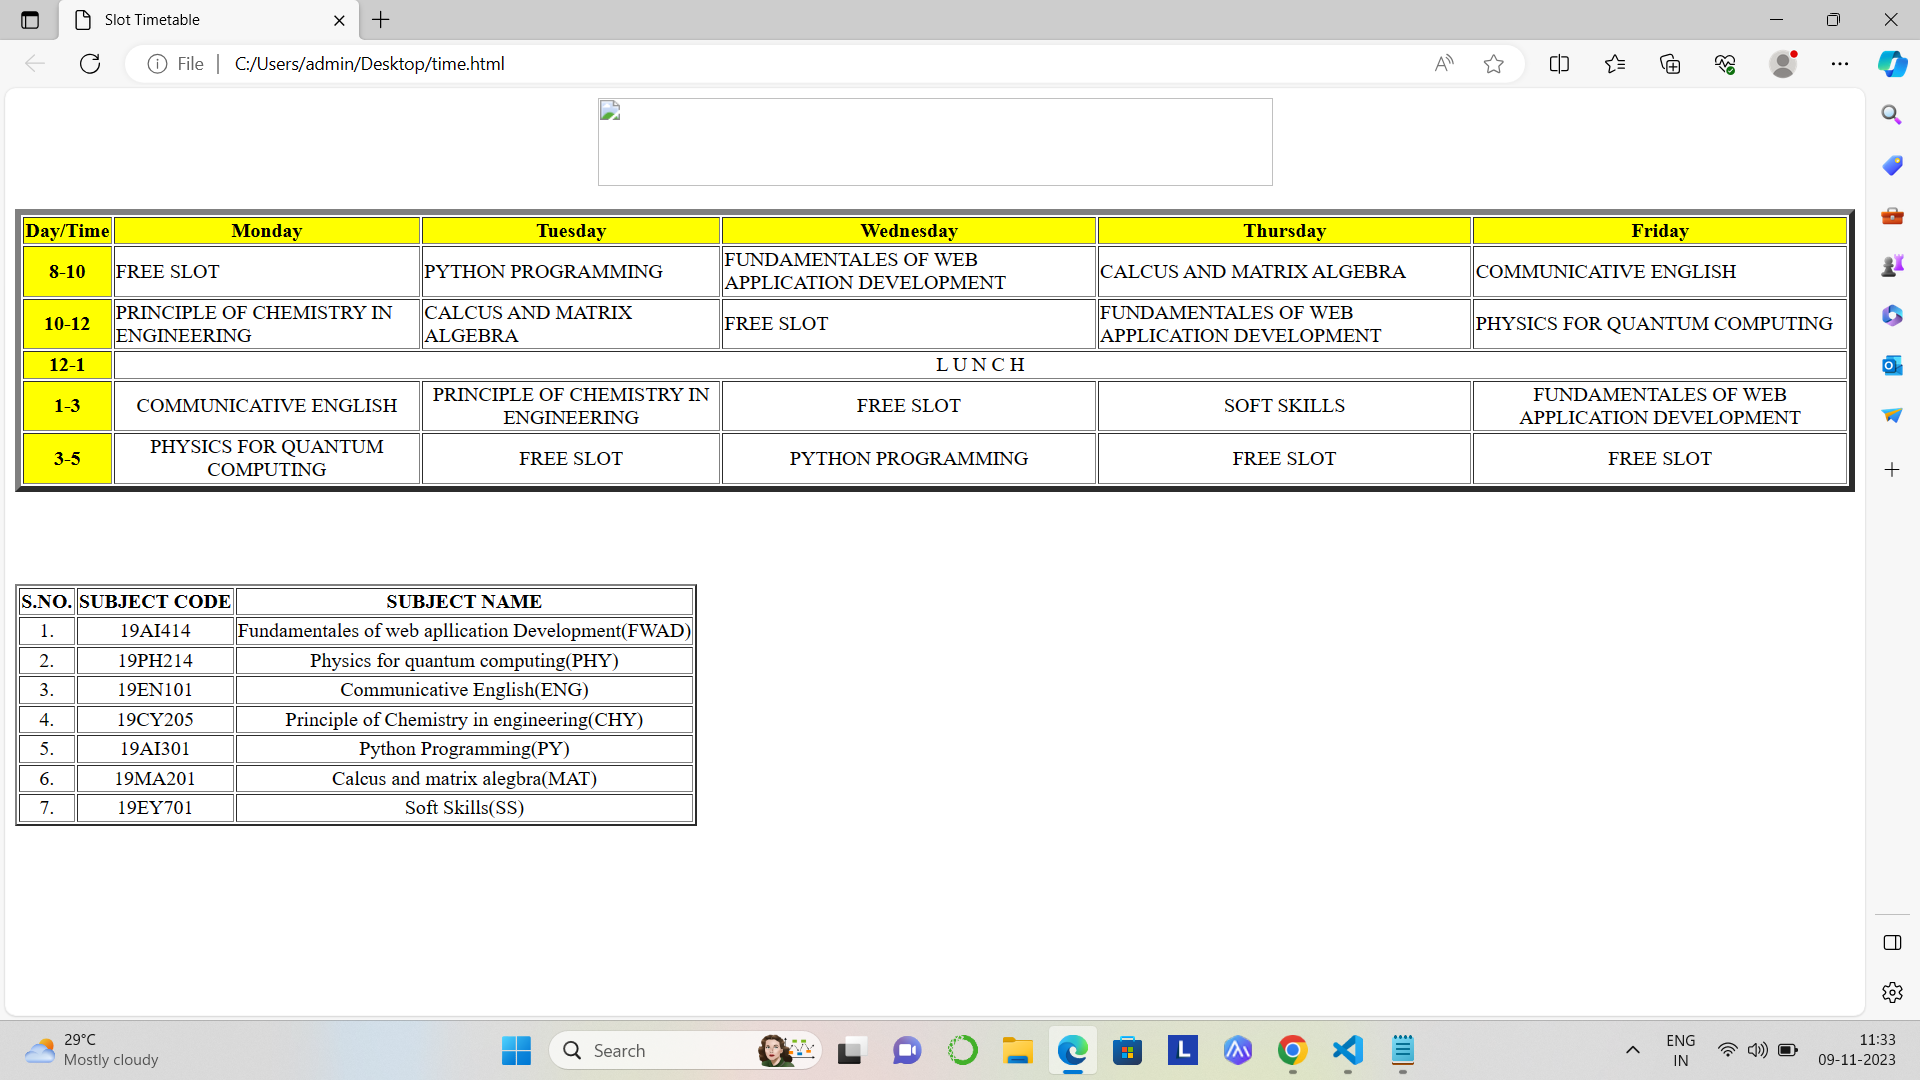 Slot Timetable
File
C:/Users/admin/Desktop/time.html
Day/Time Monday Tuesday Wednesday Thursday Friday
8-10 FREE SLOT PYTHON PROGRAMMING FUNDAMENTALES OF WEB APPLICATION DEVELOPMENT CALCUS AND MATRIX ALGEBRA COMMUNICATIVE ENGLISH
10-12 PRINCIPLE OF CHEMISTRY IN ENGINEERING CALCUS AND MATRIX ALGEBRA FREE SLOT FUNDAMENTALES OF WEB APPLICATION DEVELOPMENT PHYSICS FOR QUANTUM COMPUTING
12-1 L U N C H
1-3 COMMUNICATIVE ENGLISH PRINCIPLE OF CHEMISTRY IN ENGINEERING FREE SLOT SOFT SKILLS FUNDAMENTALES OF WEB APPLICATION DEVELOPMENT
3-5 PHYSICS FOR QUANTUM COMPUTING FREE SLOT PYTHON PROGRAMMING FREE SLOT FREE SLOT
S.NO. SUBJECT CODE SUBJECT NAME
1. 19AI414 Fundamentales of web apllication Development(FWAD)
2. 19PH214 Physics for quantum computing(PHY)
3. 19EN101 Communicative English(ENG)
4. 19CY205 Principle of Chemistry in engineering(CHY)
5. 19AI301 Python Programming(PY)
6. 19MA201 Calcus and matrix alegbra(MAT)
7. 19EY701 Soft Skills(SS)
29°C
Mostly cloudy
Search
L
ENG
IN
11:33
09-11-2023